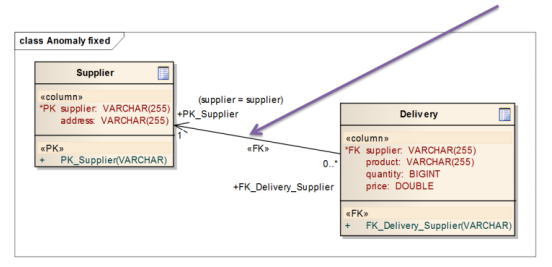 class Anomaly fixed
Supplier
«column»
*PK supplier: VARCHAR(255)
address: VARCHAR(255)
«PK»
+ PK_Supplier(VARCHAR)
(supplier = supplier)
+PK_Supplier
1
«FK»
0..*
+FK_Delivery_Supplier
Delivery
«column»
*FK supplier: VARCHAR(255)
product: VARCHAR(255)
quantity: BIGINT
price: DOUBLE
«FK»
+ FK_Delivery_Supplier(VARCHAR)